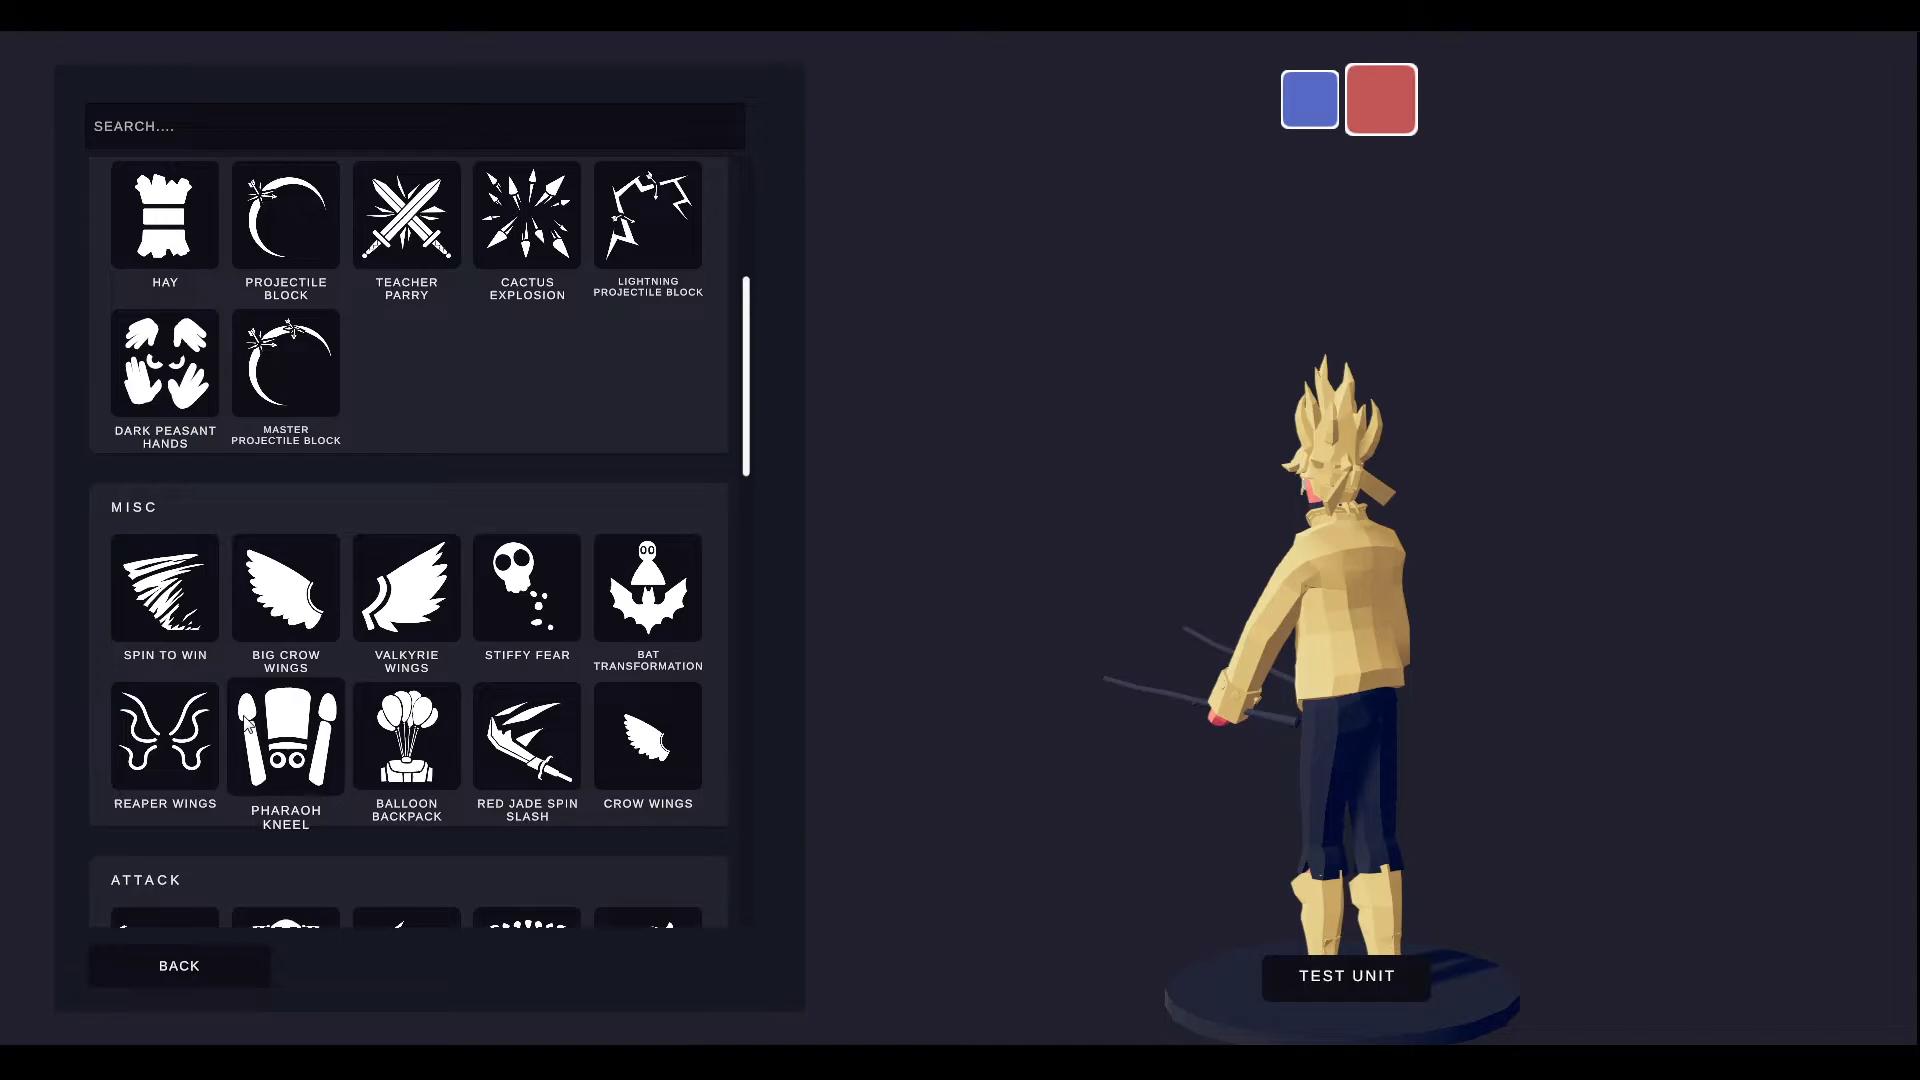 SEARCH....
HAY
PROJECTILE
BLOCK
TEACHER
PARRY
CACTUS
EXPLOSION
LIGHTNING
PROJECTILE BLOCK
DARK PEASANT
HANDS
MASTER
PROJECTILE BLOCK
MISC
SPIN TO WIN
BIG CROW
WINGS
VALKYRIE
WINGS
STIFFY FEAR
BAT
TRANSFORMATION
REAPER WINGS
PHARAOH
KNEEL
BALLOON
BACKPACK
RED JADE SPIN
SLASH
CROW WINGS
ATTACK
BACK
TEST UNIT